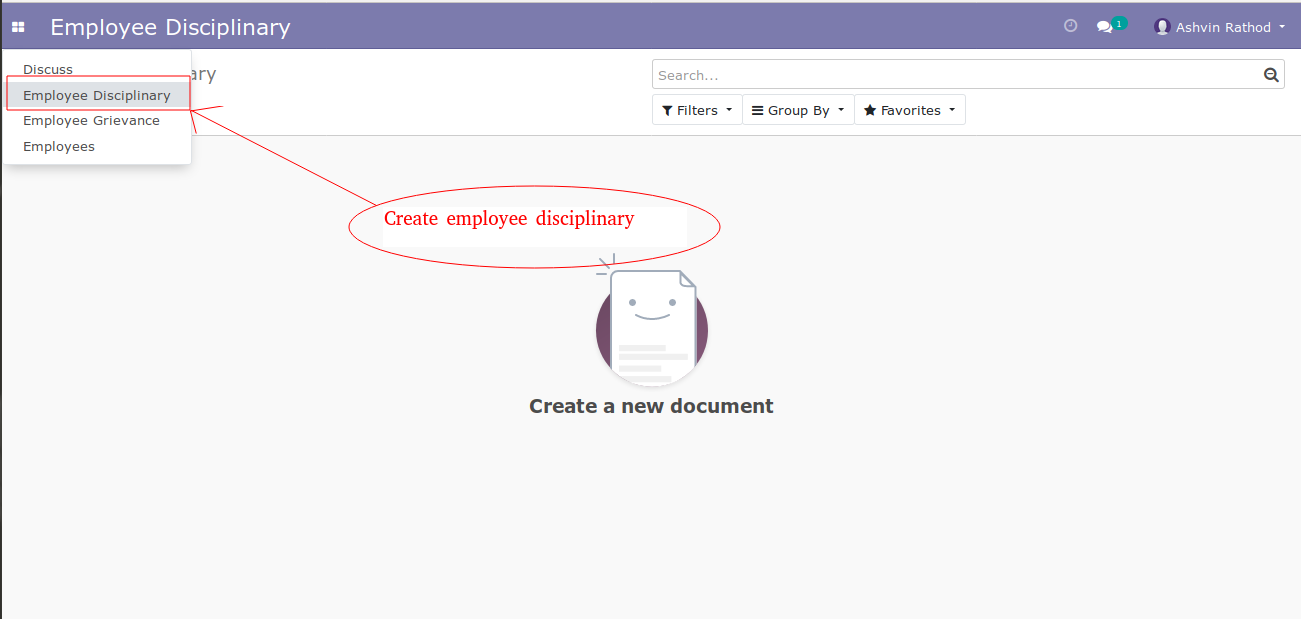 Employee Disciplinary
1
Ashvin Rathod
Discuss
Employee Disciplinary
Employee Grievance
Employees
ary
Search...
Filters
Group By
Favorites
Create employee disciplinary
Create a new document